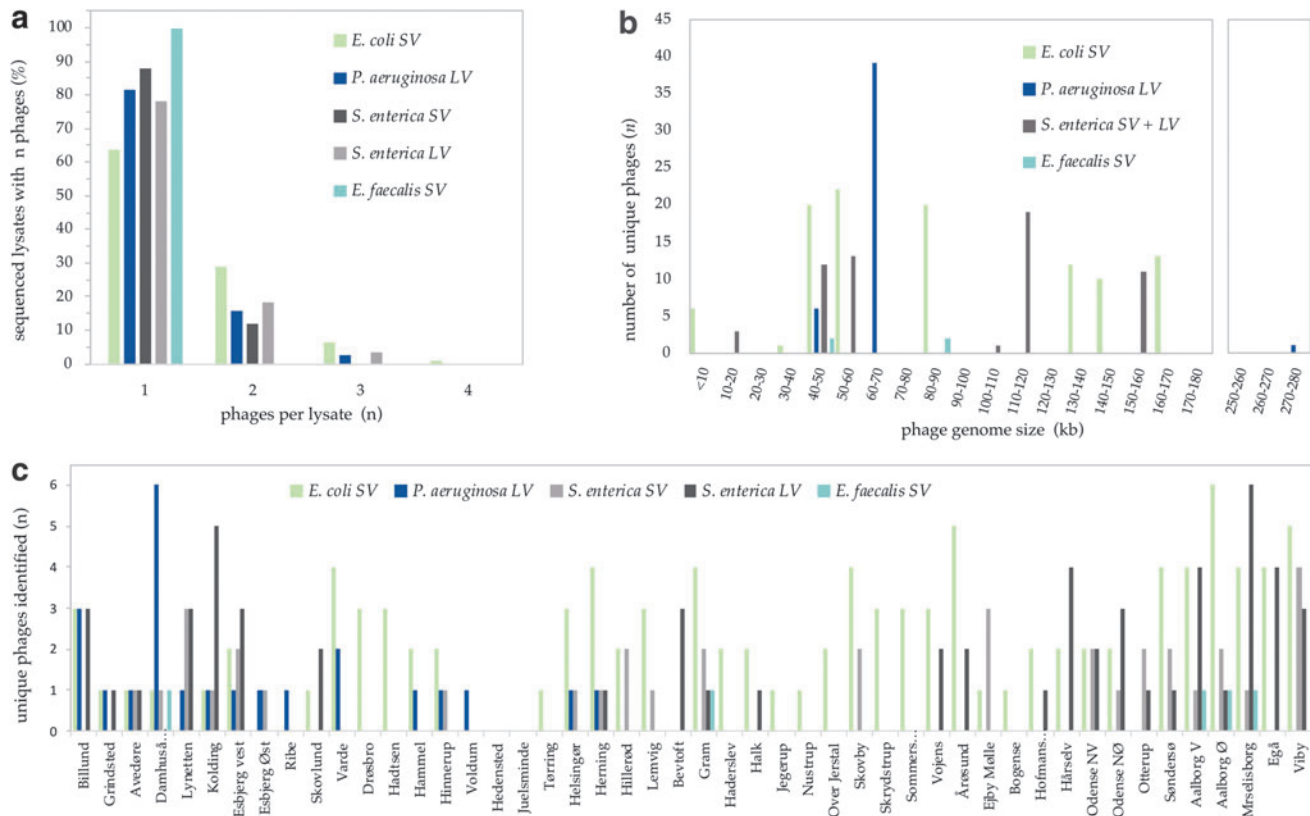 a
sequenced lysates with n phages (%)
100
90
80
70
60
50
40
30
20
10
0
E. coli SV
P. aeruginosa LV
S. enterica SV
S. enterica LV
E. faecalis SV
1 2 3 4
phages per lysate (n)
b
number of unique phages (n)
45
40
35
30
25
20
15
10
5
0
E. coli SV
P. aeruginosa LV
S. enterica SV + LV
E. faecalis SV
<10
10-20
20-30
30-40
40-50
50-60
60-70
70-80
80-90
90-100
100-110
110-120
120-130
130-140
140-150
150-160
160-170
170-180
250-260
260-270
270-280
phage genome size (kb)
c
unique phages identified (n)
6
5
4
3
2
1
0
E. coli SV P. aeruginosa LV S. enterica SV S. enterica LV E. faecalis SV
Billund
Grindsted
Avedøre
Damhuså...
Lynetten
Kolding
Esbjerg vest
Esbjerg Øst
Ribe
Skovlund
Varde
Drøsbro
Hadtsen
Hammel
Hinnerup
Voldum
Hedensted
Juelsminde
Tørring
Helsingør
Herning
Hillerød
Lemvig
Bevtoft
Gram
Haderslev
Halk
Jegerup
Nustrup
Over Jerstal
Skovby
Skrydstrup
Sommers...
Vojens
Årøsund
Ejby Mølle
Bogense
Hofmans...
Hårselv
Odense NV
Odense NØ
Otterup
Søndersø
Aalborg V
Aalborg Ø
Mrselisborg
Egå
Viby